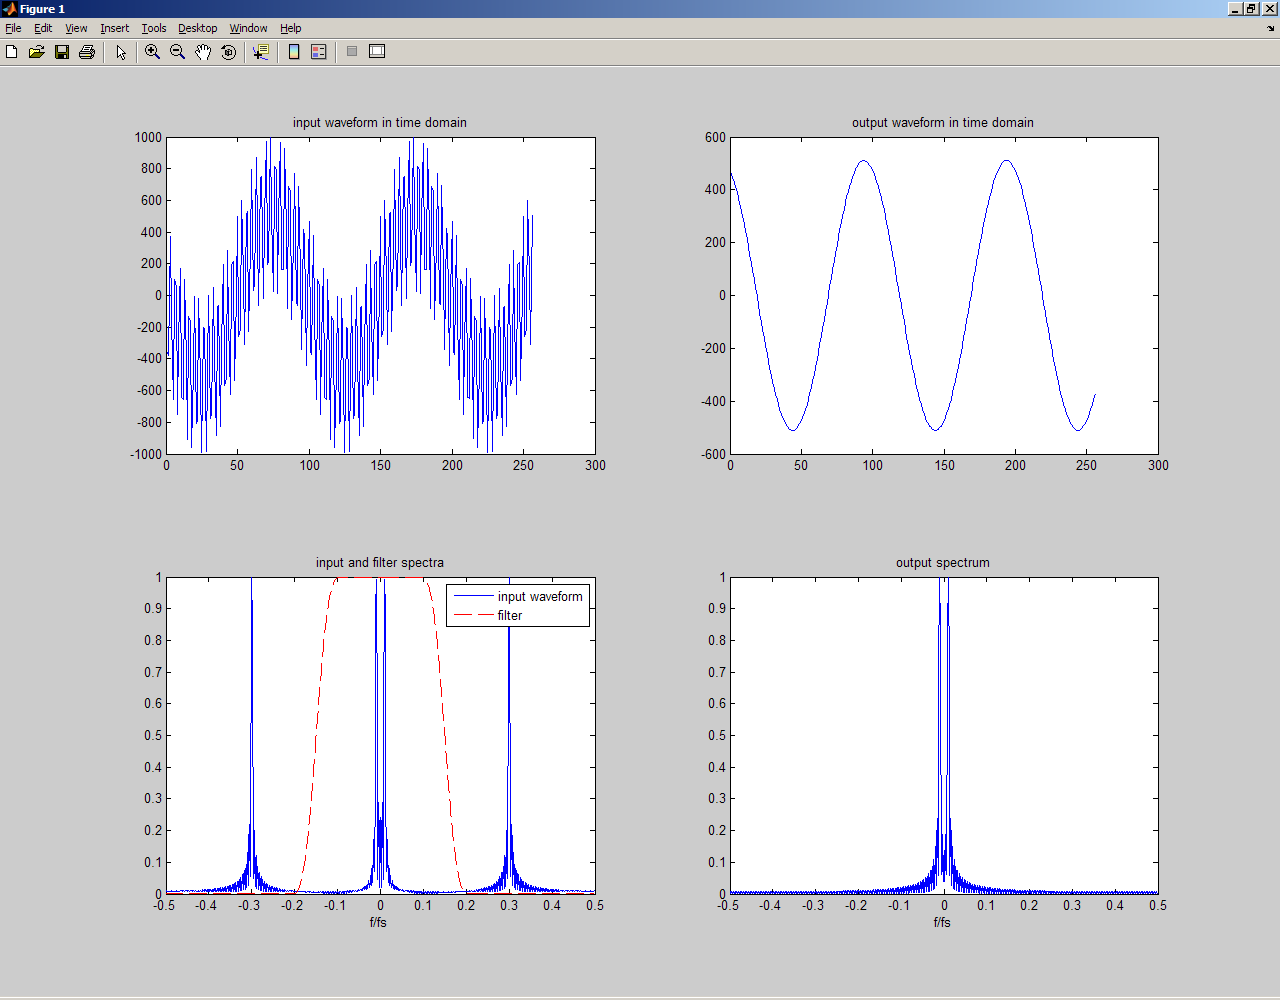 Figure 1
File Edit View Insert Tools Desktop Window Help
input waveform in time domain
1000
800
600
400
200
0
-200
-400
-600
-800
-1000
0 50 100 150 200 250 300
output waveform in time domain
600
400
200
0
-200
-400
-600
0 50 100 150 200 250 300
input and filter spectra
1
0.9
0.8
0.7
0.6
0.5
0.4
0.3
0.2
0.1
0
-0.5 -0.4 -0.3 -0.2 -0.1 0 0.1 0.2 0.3 0.4 0.5
f/fs
input waveform
filter
output spectrum
1
0.9
0.8
0.7
0.6
0.5
0.4
0.3
0.2
0.1
0
-0.5 -0.4 -0.3 -0.2 -0.1 0 0.1 0.2 0.3 0.4 0.5
f/fs